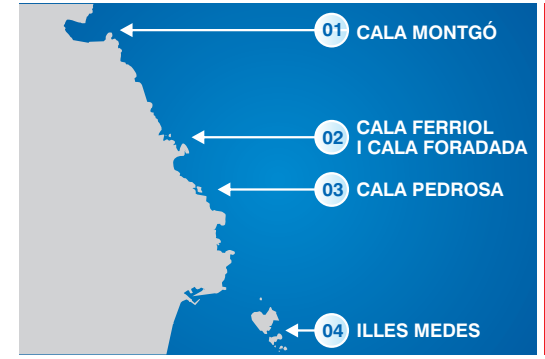 01 CALA MONTGÓ
02 CALA FERRIOL
I CALA FORADADA
03 CALA PEDROSA
04 ILLES MEDES